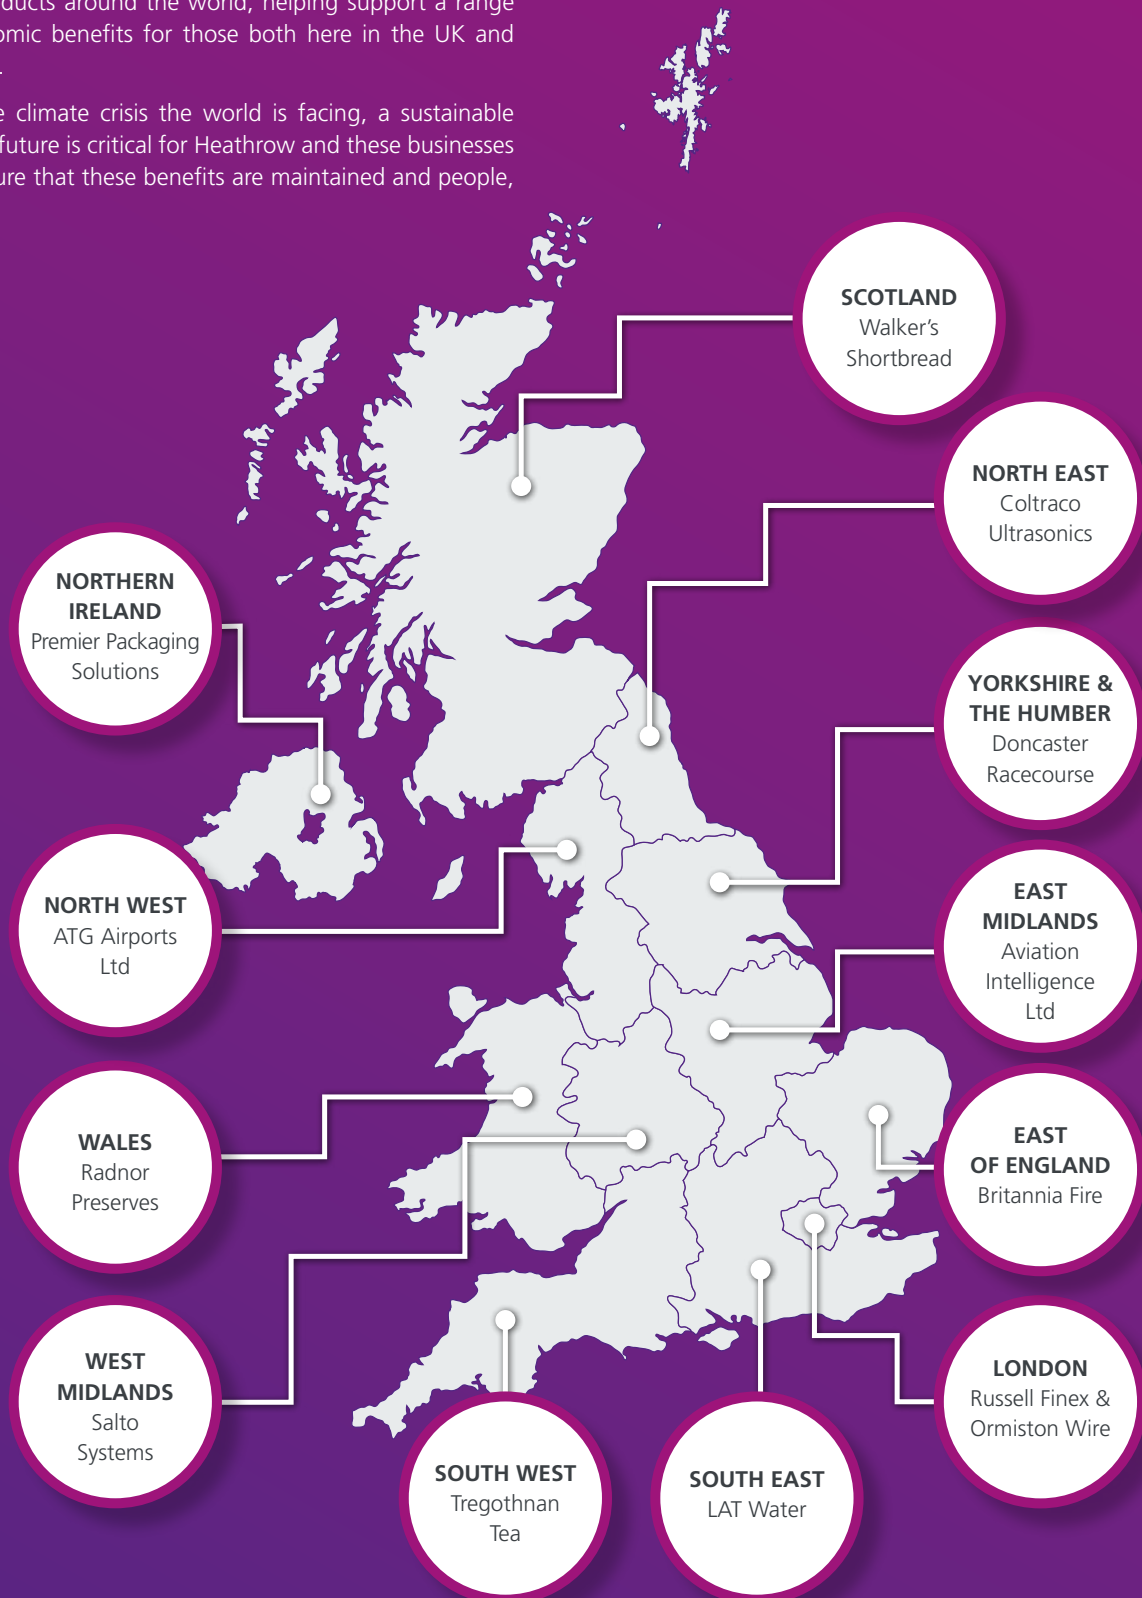 around the world, helping support a range
benefits for those both here in the UK and
climate crisis the world is facing, a sustainable
future is critical for Heathrow and these businesses
that these benefits are maintained and people,
SCOTLAND
Walker’s
Shortbread
NORTH EAST
Coltraco
Ultrasonics
NORTHERN
IRELAND
Premier Packaging
Solutions
YORKSHIRE &
THE HUMBER
Doncaster
Racecourse
NORTH WEST
ATG Airports
Ltd
EAST
MIDLANDS
Aviation
Intelligence
Ltd
WALES
Radnor
Preserves
EAST
OF ENGLAND
Britannia Fire
WEST
MIDLANDS
Salto
Systems
LONDON
Russell Finex &
Ormiston Wire
SOUTH WEST
Tregothnan
Tea
SOUTH EAST
LAT Water